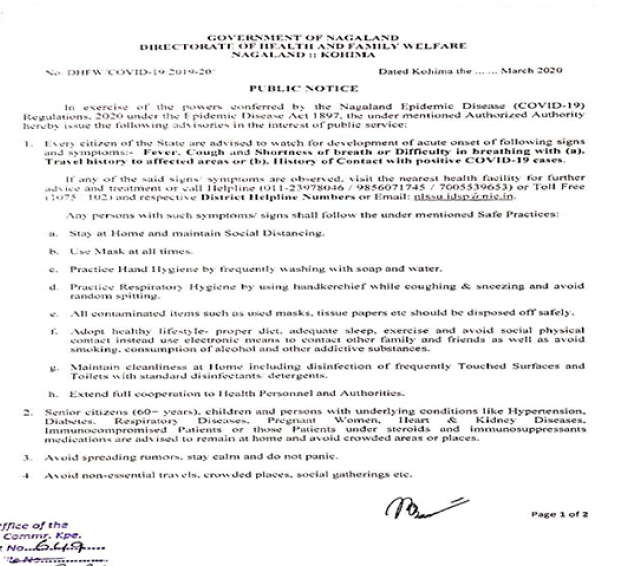 GOVERNMENT OF NAGALAND
DIRECTORATE OF HEALTH AND FAMILY WELFARE
NAGALAND :: KOHIMA
No. DHFW/COVID-19/2019-20/ Dated Kohima the ...... March 2020
PUBLIC NOTICE
In exercise of the powers conferred by the Nagaland Epidemic Disease (COVID-19)
Regulations, 2020 under the Epidemic Disease Act 1897, the under mentioned Authorized Authority
hereby issue the following advisories in the interest of public service:
1. Every citizen of the State are advised to watch for development of acute onset of following signs
and symptoms:- Fever, Cough and Shortness of breath or Difficulty in breathing with (a).
Travel history to affected areas or (b). History of Contact with positive COVID-19 cases.
If any of the said signs/ symptoms are observed, visit the nearest health facility for further
advice and treatment or call Helpline (011-23978046 / 9856071745 / 7005539653) or Toll Free
(1075 102) and respective District Helpline Numbers or Email: nlssu.idsp@nic.in.
Any persons with such symptoms/ signs shall follow the under mentioned Safe Practices:
a. Stay at Home and maintain Social Distancing.
b. Use Mask at all times.
c. Practice Hand Hygiene by frequently washing with soap and water.
d. Practice Respiratory Hygiene by using handkerchief while coughing & sneezing and avoid
random spitting.
e. All contaminated items such as used masks, tissue papers etc should be disposed off safely.
f. Adopt healthy lifestyle- proper diet, adequate sleep, exercise and avoid social physical
contact instead use electronic means to contact other family and friends as well as avoid
smoking, consumption of alcohol and other addictive substances.
g. Maintain cleanliness at Home including disinfection of frequently Touched Surfaces and
Toilets with standard disinfectants/ detergents.
h. Extend full cooperation to Health Personnel and Authorities.
2. Senior citizens (60+ years), children and persons with underlying conditions like Hypertension,
Diabetes, Respiratory Diseases, Pregnant Women, Heart & Kidney Diseases,
Immunocompromised Patients or those Patients under steroids and immunosuppressants
medications are advised to remain at home and avoid crowded areas or places.
3. Avoid spreading rumors, stay calm and do not panic.
4 Avoid non-essential travels, crowded places, social gatherings etc.
Page 1 of 2
ffice of the
Commr. Kpe.
No...649